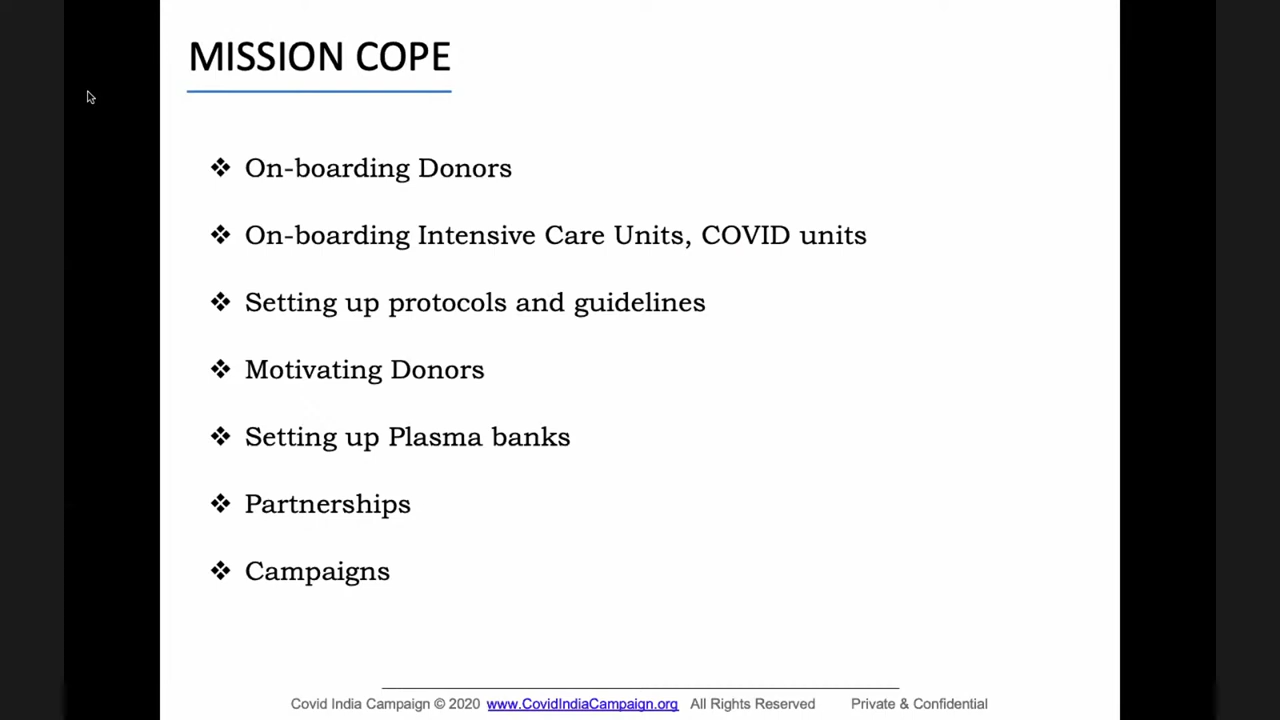 MISSION COPE
❖ On-boarding Donors
❖ On-boarding Intensive Care Units, COVID units
❖ Setting up protocols and guidelines
❖ Motivating Donors
❖ Setting up Plasma banks
❖ Partnerships
❖ Campaigns
Covid India Campaign © 2020 www.CovidIndiaCampaign.org All Rights Reserved Private & Confidential